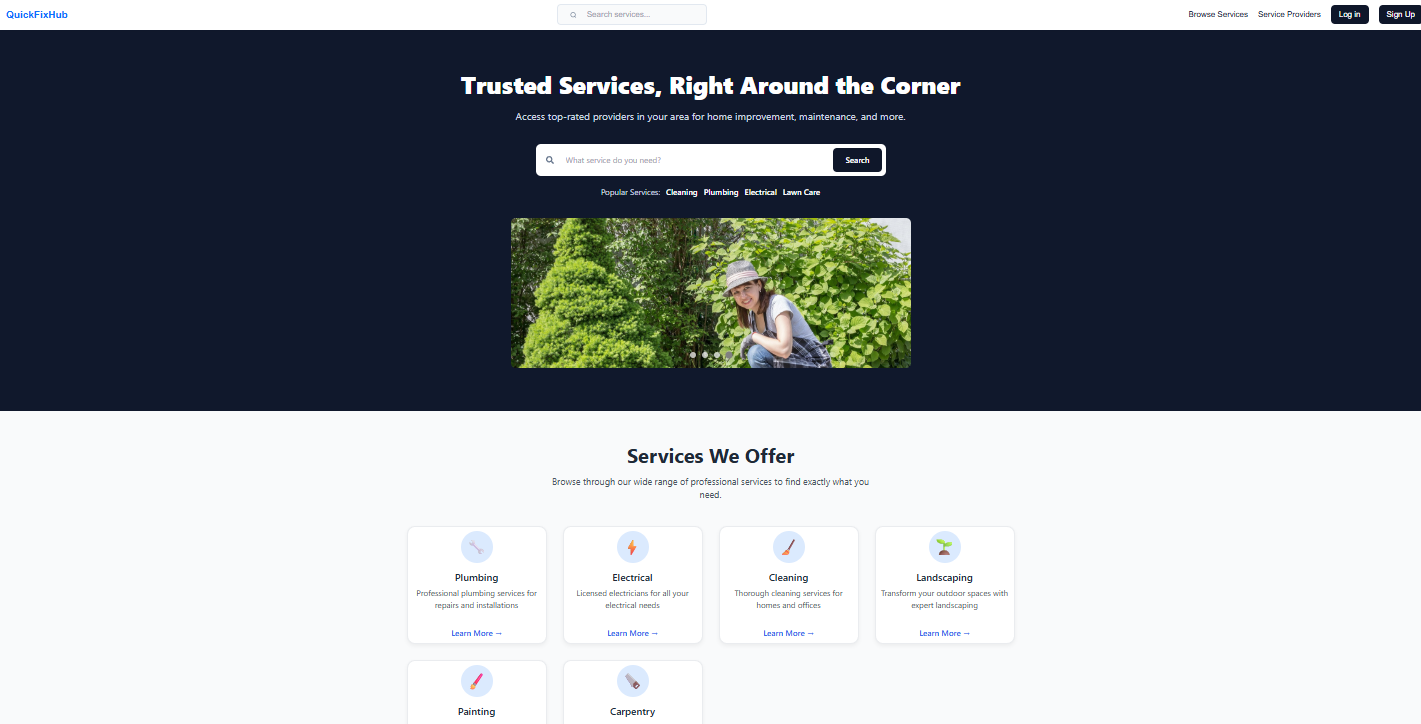 QuickFixHub
Search services...
Browse Services
Service Providers
Log in
Sign Up
Trusted Services, Right Around the Corner
Access top-rated providers in your area for home improvement, maintenance, and more.
What service do you need?
Search
Popular Services: Cleaning Plumbing Electrical Lawn Care
Services We Offer
Browse through our wide range of professional services to find exactly what you
need.
Plumbing
Professional plumbing services for
repairs and installations
Learn More →
Electrical
Licensed electricians for all your
electrical needs
Learn More →
Cleaning
Thorough cleaning services for
homes and offices
Learn More →
Landscaping
Transform your outdoor spaces with
expert landscaping
Learn More →
Painting
Carpentry